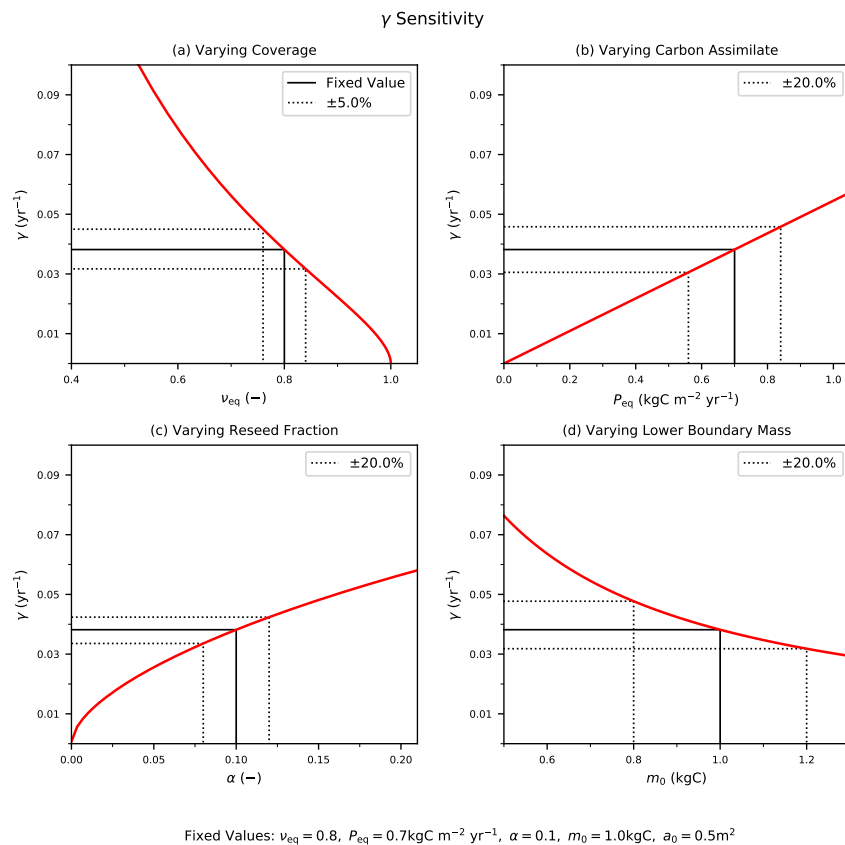 γ Sensitivity
(a) Varying Coverage
Fixed Value
±5.0%
0.09
0.07
0.05
0.03
0.01
γ (yr⁻¹)
0.4 0.6 0.8 1.0
ν_eq (−)
(b) Varying Carbon Assimilate
±20.0%
0.09
0.07
0.05
0.03
0.01
γ (yr⁻¹)
0.0 0.2 0.4 0.6 0.8 1.0
P_eq (kgC m⁻² yr⁻¹)
(c) Varying Reseed Fraction
±20.0%
0.09
0.07
0.05
0.03
0.01
γ (yr⁻¹)
0.00 0.05 0.10 0.15 0.20
α (−)
(d) Varying Lower Boundary Mass
±20.0%
0.09
0.07
0.05
0.03
0.01
γ (yr⁻¹)
0.6 0.8 1.0 1.2
m₀ (kgC)
Fixed Values: ν_eq = 0.8, P_eq = 0.7kgC m⁻² yr⁻¹, α = 0.1, m₀ = 1.0kgC, a₀ = 0.5m²